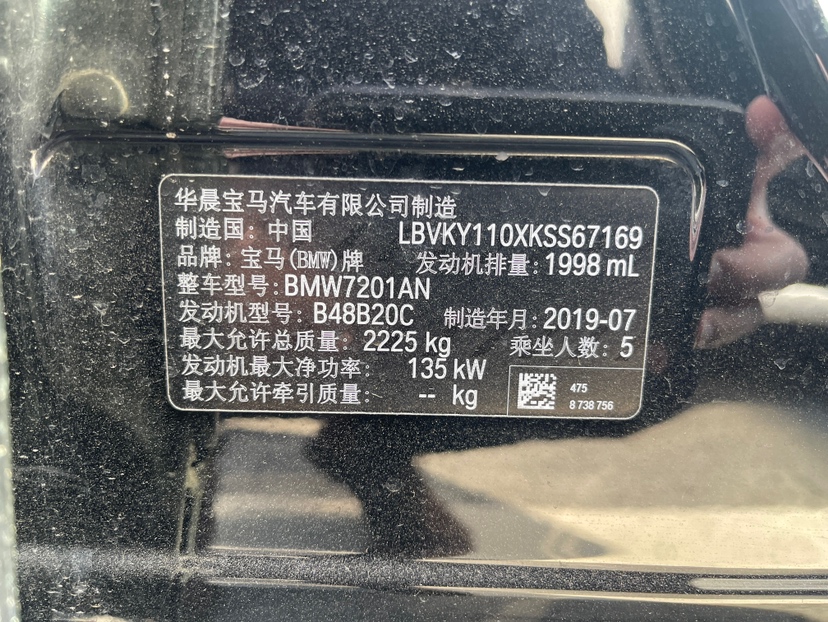 华晨宝马汽车有限公司制造
制造国：中国 LBVKY110XKSS67169
品牌：宝马(BMW)牌 发动机排量：1998 mL
整车型号：BMW7201AN
发动机型号：B48B20C 制造年月：2019-07
最大允许总质量：2225 kg 乘坐人数：5
发动机最大净功率：135 kW
最大允许牵引质量：-- kg
475
8 738 756